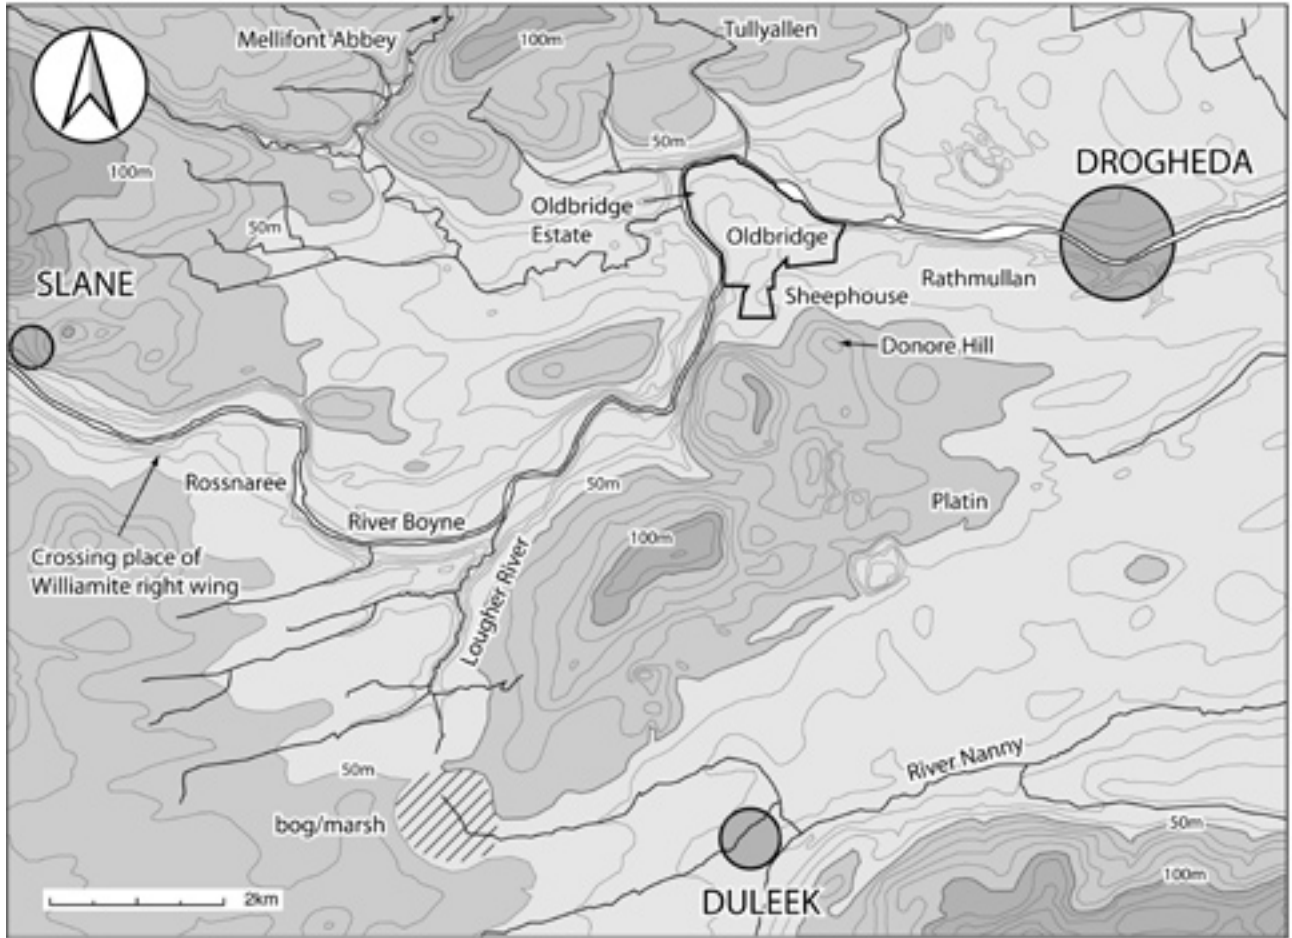 Mellifont Abbey
100m
Tullyallen
50m
DROGHEDA
100m
Oldbridge
Estate
50m
Oldbridge
Rathmullan
SLANE
Sheephouse
Donore Hill
Rossnaree
50m
Platin
River Boyne
100m
Crossing place of
Williamite right wing
Lougher River
River Nanny
50m
bog/marsh
50m
100m
2km
DULEEK